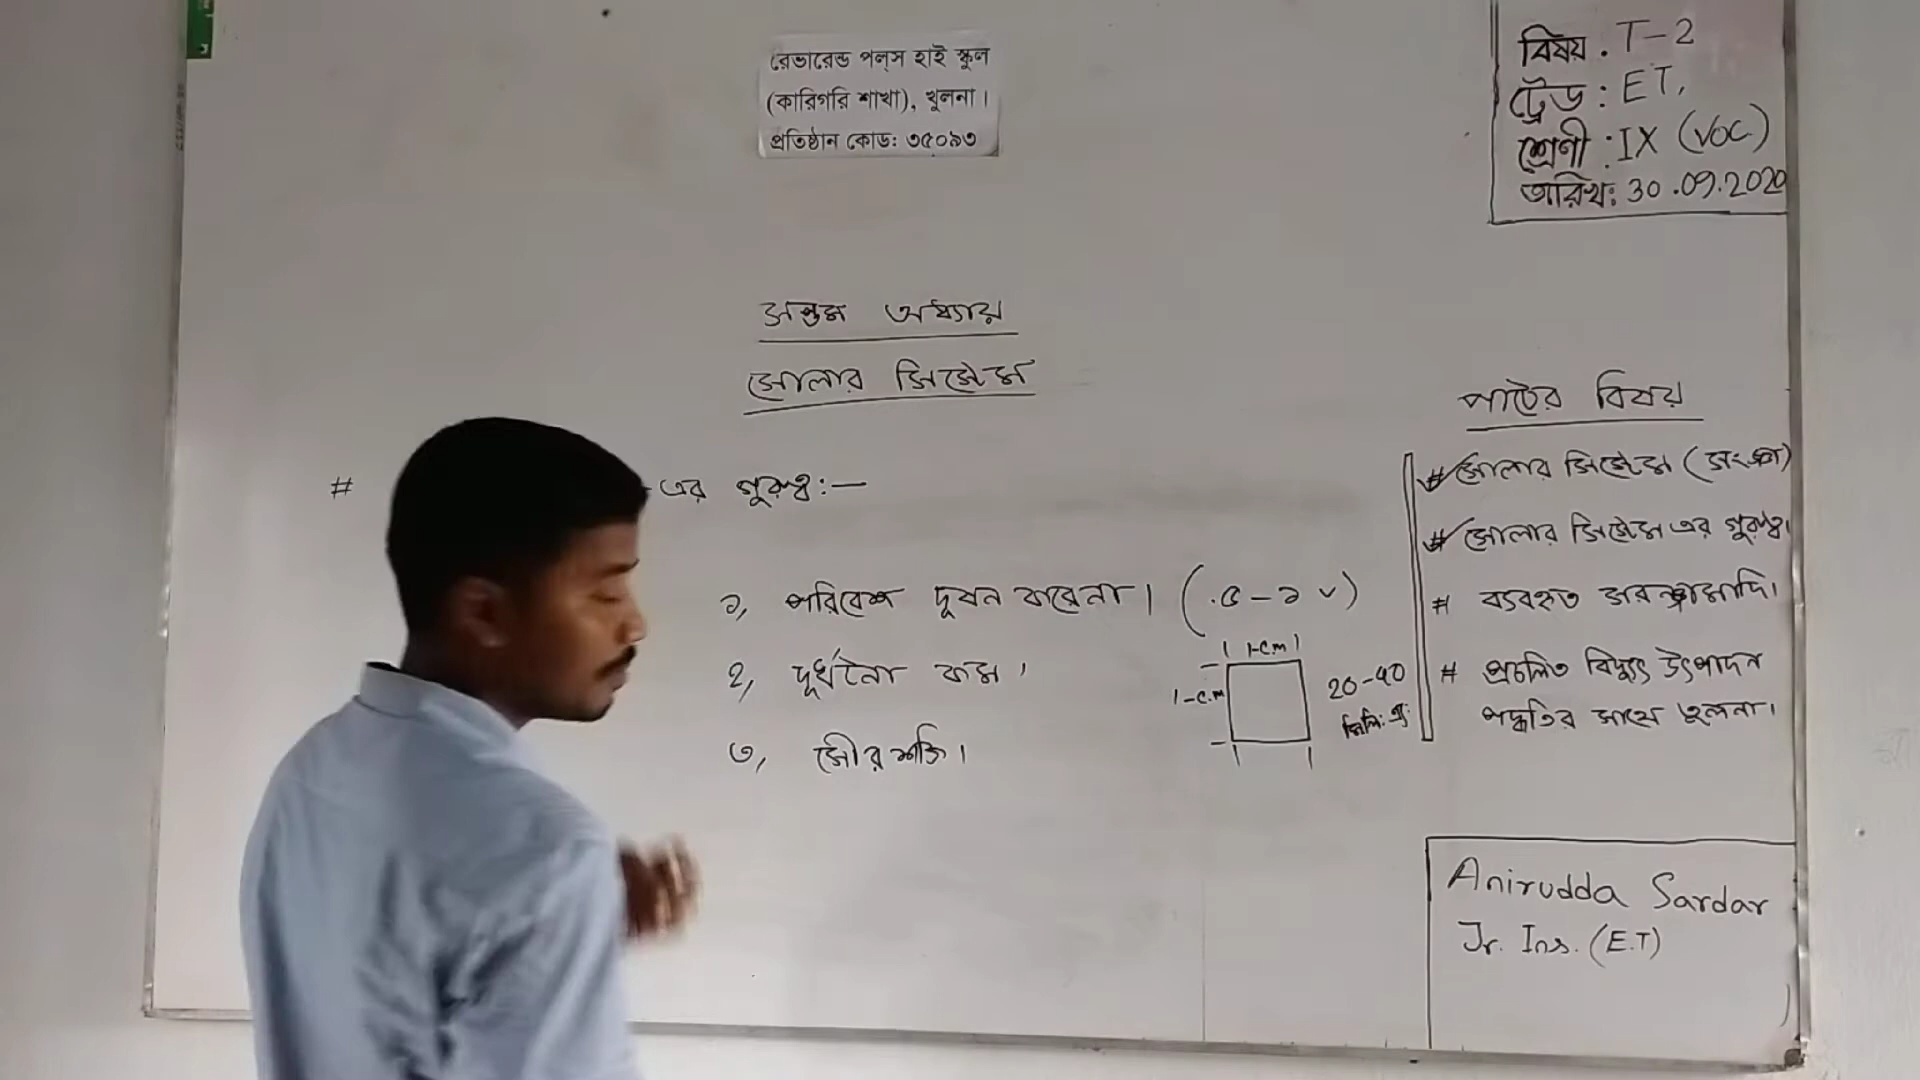 রেভারেন্ড পল্‌স হাই স্কুল
(কারিগরি শাখা), খুলনা।
প্রতিষ্ঠান কোড: ৩৫০৯৩
বিষয় . T-2
ট্রেড : ET,
শ্রেণী : IX (VOC)
তারিখ: 30.09.2020
সপ্তম অধ্যায়
সোলার সিস্টেম
# এর গুরুত্ব :—
১, পরিবেশ দূষন করেনা। (.৫ – ১ v)
২, দূর্ঘটনা কম।
৩, সৌর শক্তি।
1-cm
1-c.m
20-40
মিলি: এ:
পাঠের বিষয়
# সোলার সিস্টেম (সংজ্ঞা)
# সোলার সিস্টেম এর গুরুত্ব।
# ব্যবহৃত সরঞ্জামাদি।
# প্রচলিত বিদ্যুৎ উৎপাদন
পদ্ধতির সাথে তুলনা।
Anirudda Sardar
Jr. Ins. (E.T)